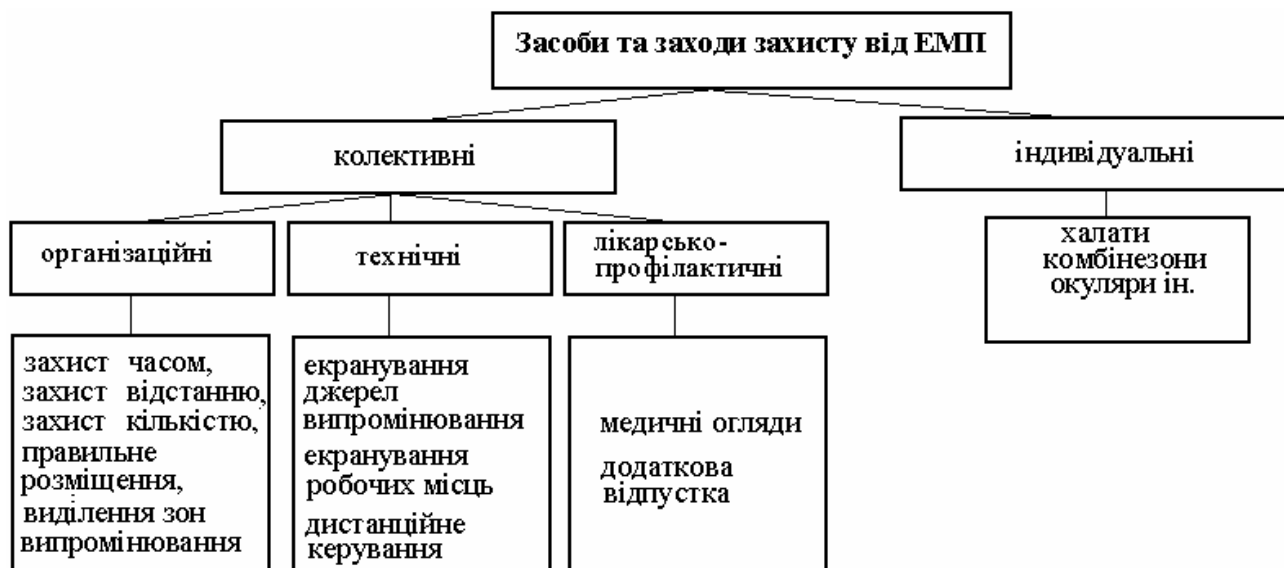 Засоби та заходи захисту від ЕМП
колективні
індивідуальні
організаційні
технічні
лікарсько-
профілактичні
халати
комбінезони
окуляри ін.
захист часом,
захист відстанню,
захист кількістю,
правильне
розміщення,
виділення зон
випромінювання
екранування
джерел
випромінювання
екранування
робочих місць
дистанційне
керування
медичні огляди
додаткова
відпустка